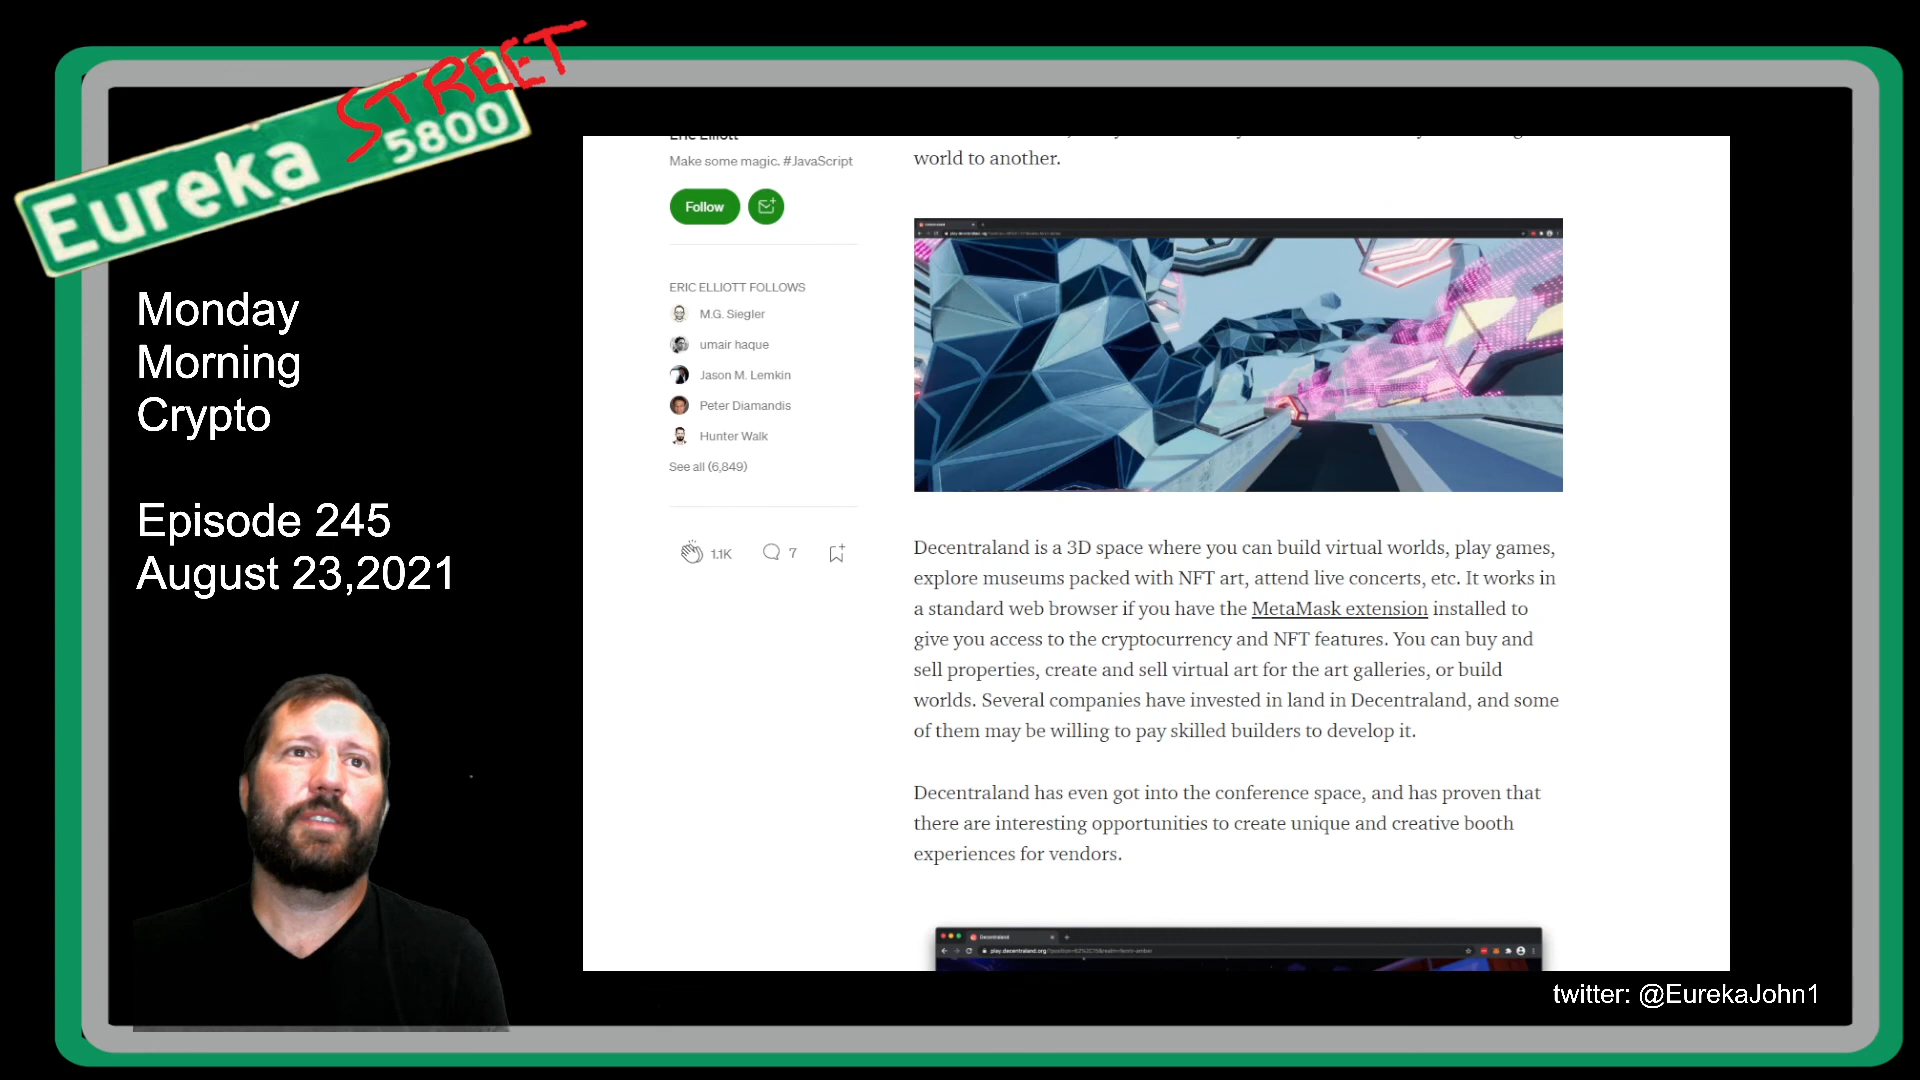 Eureka
STREET
5800
Monday
Morning
Crypto
Episode 245
August 23,2021
Eric Elliott
Make some magic. #JavaScript
Follow
ERIC ELLIOTT FOLLOWS
M.G. Siegler
umair haque
Jason M. Lemkin
Peter Diamandis
Hunter Walk
See all (6,849)
1.1K
7
world to another.
Decentraland is a 3D space where you can build virtual worlds, play games,
explore museums packed with NFT art, attend live concerts, etc. It works in
a standard web browser if you have the MetaMask extension installed to
give you access to the cryptocurrency and NFT features. You can buy and
sell properties, create and sell virtual art for the art galleries, or build
worlds. Several companies have invested in land in Decentraland, and some
of them may be willing to pay skilled builders to develop it.
Decentraland has even got into the conference space, and has proven that
there are interesting opportunities to create unique and creative booth
experiences for vendors.
Decentraland
play.decentraland.org
twitter: @EurekaJohn1